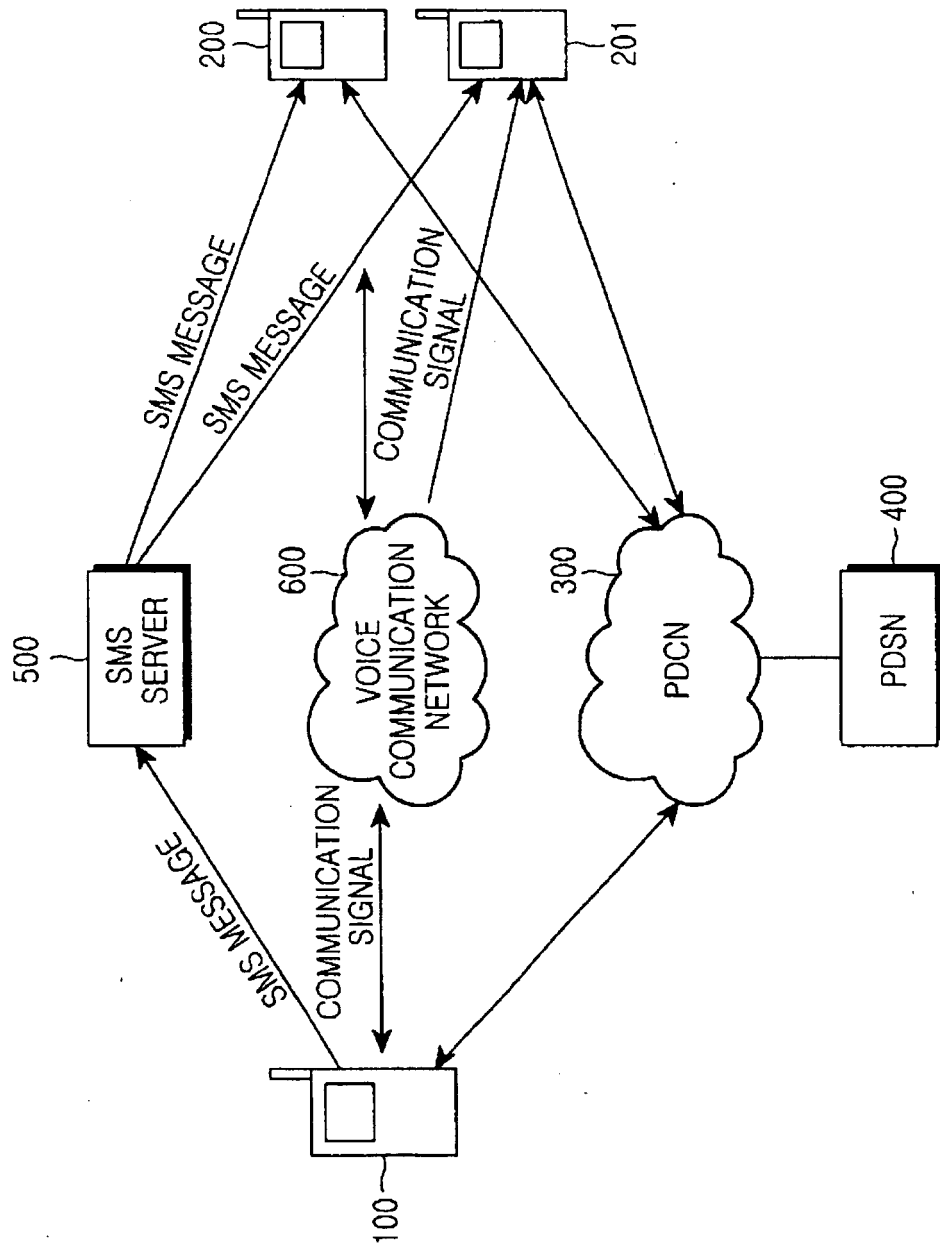 500
SMS
SERVER
SMS MESSAGE
SMS MESSAGE
SMS MESSAGE
200
201
100
COMMUNICATION
SIGNAL
600
VOICE
COMMUNICATION
NETWORK
COMMUNICATION
SIGNAL
300
PDCN
400
PDSN